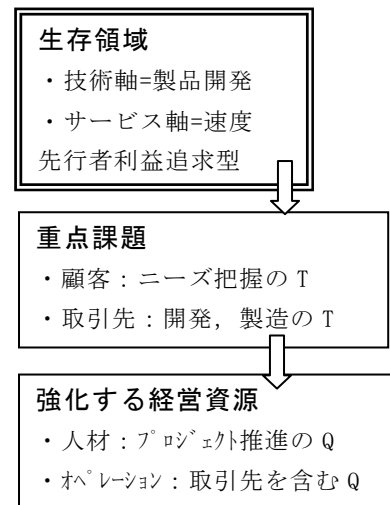 生存領域
・技術軸=製品開発
・サービス軸=速度
先行者利益追求型
重点課題
・顧客：ニーズ把握の T
・取引先：開発，製造の T
強化する経営資源
・人材：ﾌﾟﾛｼﾞｪｸﾄ推進の Q
・ｵﾍﾟﾚｰｼｮﾝ：取引先を含む Q